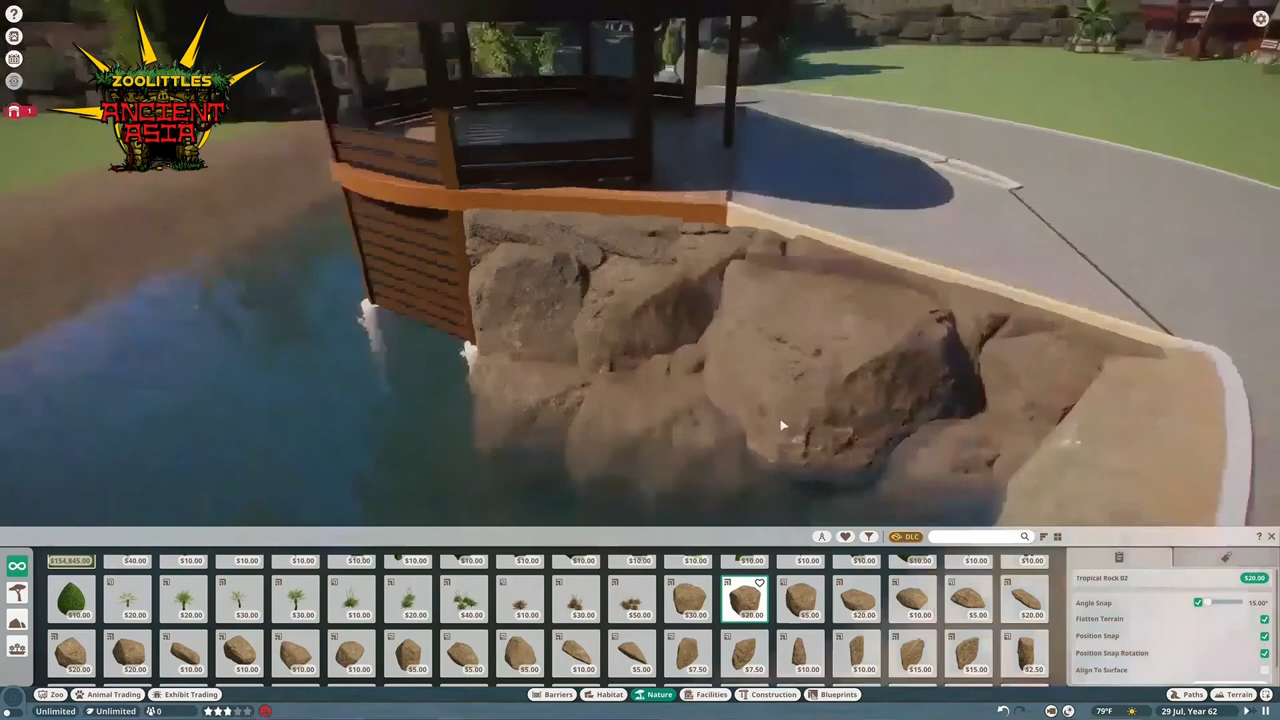 ?
ZOOLITTLES
ANCIENT
ASIA
1
DLC
? ×
$154,845.00 $40.00 $10.00 $10.00 $30.00 $10.00 $20.00 $10.00 $10.00 $10.00 $10.00 $10.00 $10.00 $10.00 $10.00 $10.00 $10.00 $10.00
$10.00 $20.00 $20.00 $30.00 $30.00 $10.00 $20.00 $40.00 $10.00 $30.00 $50.00 $30.00 $20.00 $5.00 $20.00 $10.00 $5.00 $20.00
$20.00 $20.00 $10.00 $10.00 $10.00 $10.00 $5.00 $5.00 $5.00 $10.00 $5.00 $7.50 $7.50 $10.00 $10.00 $15.00 $15.00 $2.50
Tropical Rock 02 $20.00
Angle Snap 15.00°
Flatten Terrain
Position Snap
Position Snap Rotation
Align To Surface
Zoo Animal Trading Exhibit Trading Barriers Habitat Nature Facilities Construction Blueprints Paths Terrain
Unlimited Unlimited 0 79°F 29 Jul, Year 62